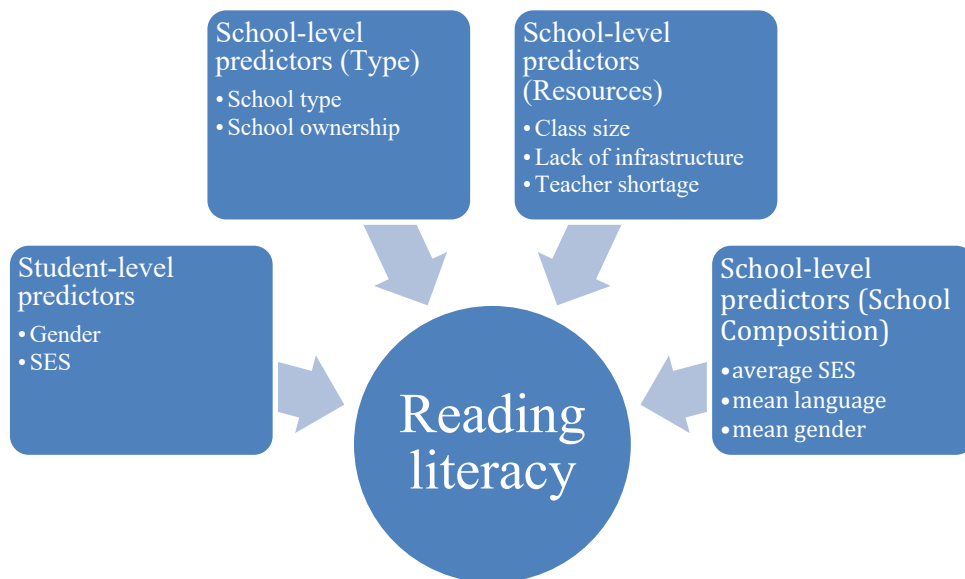 School-level
predictors (Type)
• School type
• School ownership
School-level
predictors
(Resources)
• Class size
• Lack of infrastructure
• Teacher shortage
Student-level
predictors
• Gender
• SES
School-level
predictors (School
Composition)
• average SES
• mean language
• mean gender
Reading
literacy